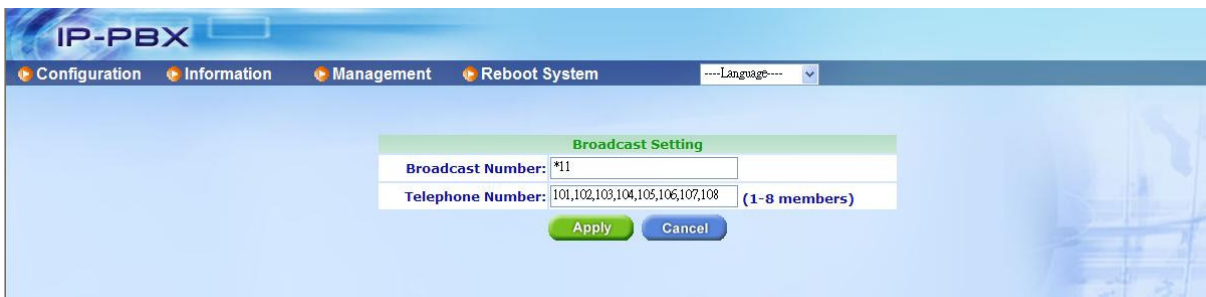 IP-PBX
Configuration Information Management Reboot System ----Language----
Broadcast Setting
Broadcast Number: *11
Telephone Number: 101,102,103,104,105,106,107,108 (1-8 members)
Apply Cancel